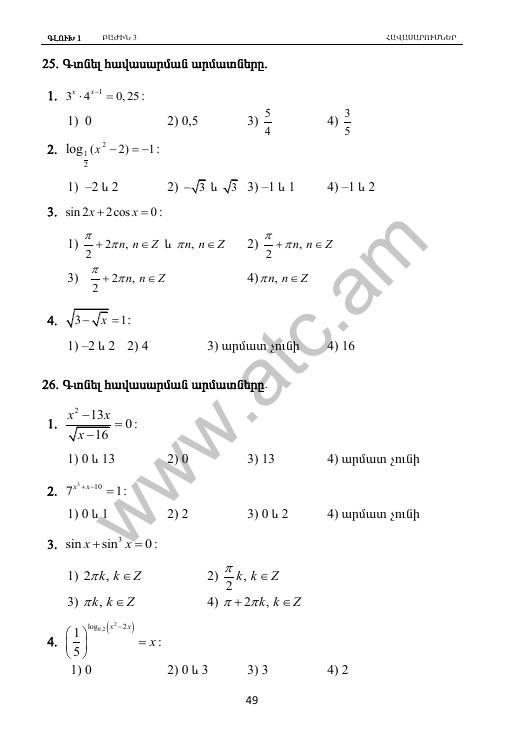 ԳԼՈՒԽ 1 ԲԱԺԻՆ 3 ՀԱՎԱՍԱՐՈՒՄՆԵՐ
25. Գտնել հավասարման արմատները.
1. 3^x · 4^{x−1} = 0,25 :
1) 0 2) 0,5 3) 5/4 4) 3/5
2. log_{1/2} (x² − 2) = −1 :
1) −2 և 2 2) −√3 և √3 3) −1 և 1 4) −1 և 2
3. sin 2x + 2cos x = 0 :
1) π/2 + 2πn, n ∈ Z և πn, n ∈ Z 2) π/2 + πn, n ∈ Z
3) π/2 + 2πn, n ∈ Z 4) πn, n ∈ Z
4. √(3 − √x) = 1 :
1) −2 և 2 2) 4 3) արմատ չունի 4) 16
26. Գտնել հավասարման արմատները.
1. (x² − 13x)/√(x − 16) = 0 :
1) 0 և 13 2) 0 3) 13 4) արմատ չունի
2. 7^{x³+x−10} = 1 :
1) 0 և 1 2) 2 3) 0 և 2 4) արմատ չունի
3. sin x + sin³ x = 0 :
1) 2πk, k ∈ Z 2) π/2 k, k ∈ Z
3) πk, k ∈ Z 4) π + 2πk, k ∈ Z
4. (1/5)^{log_{0,2}(x²−2x)} = x :
1) 0 2) 0 և 3 3) 3 4) 2
49
www.atc.am